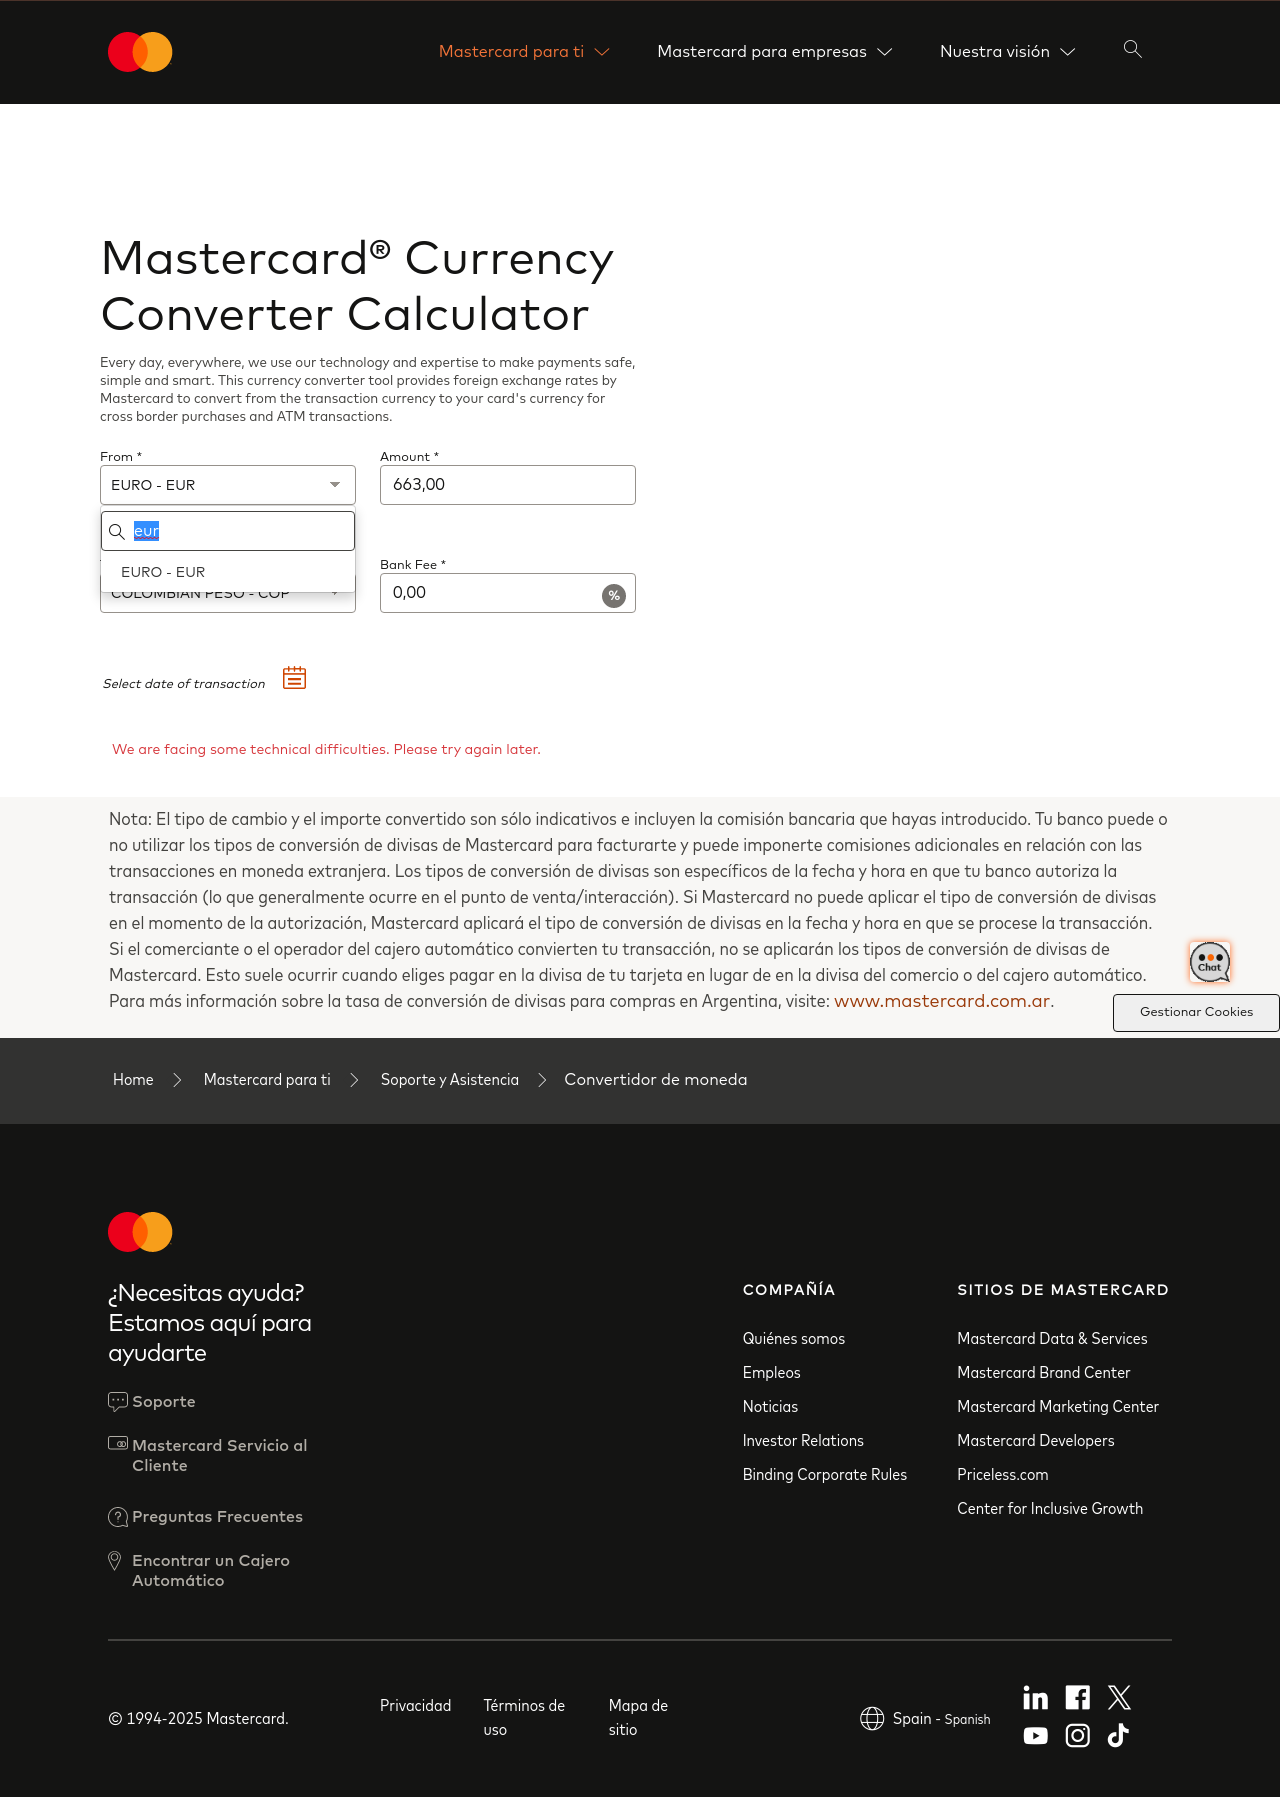 Mastercard para ti
Mastercard para empresas
Nuestra visión
Mastercard® Currency
Converter Calculator
Every day, everywhere, we use our technology and expertise to make payments safe,
simple and smart. This currency converter tool provides foreign exchange rates by
Mastercard to convert from the transaction currency to your card's currency for
cross border purchases and ATM transactions.
From *
Amount *
EURO - EUR
663,00
eur
EURO - EUR
Bank Fee *
COLOMBIAN PESO - COP
0,00
%
Select date of transaction
We are facing some technical difficulties. Please try again later.
Nota: El tipo de cambio y el importe convertido son sólo indicativos e incluyen la comisión bancaria que hayas introducido. Tu banco puede o
no utilizar los tipos de conversión de divisas de Mastercard para facturarte y puede imponerte comisiones adicionales en relación con las
transacciones en moneda extranjera. Los tipos de conversión de divisas son específicos de la fecha y hora en que tu banco autoriza la
transacción (lo que generalmente ocurre en el punto de venta/interacción). Si Mastercard no puede aplicar el tipo de conversión de divisas
en el momento de la autorización, Mastercard aplicará el tipo de conversión de divisas en la fecha y hora en que se procese la transacción.
Si el comerciante o el operador del cajero automático convierten tu transacción, no se aplicarán los tipos de conversión de divisas de
Mastercard. Esto suele ocurrir cuando eliges pagar en la divisa de tu tarjeta en lugar de en la divisa del comercio o del cajero automático.
Para más información sobre la tasa de conversión de divisas para compras en Argentina, visite: www.mastercard.com.ar.
Chat
Gestionar Cookies
Home
Mastercard para ti
Soporte y Asistencia
Convertidor de moneda
¿Necesitas ayuda?
Estamos aquí para
ayudarte
Soporte
Mastercard Servicio al
Cliente
Preguntas Frecuentes
Encontrar un Cajero
Automático
COMPAÑÍA
Quiénes somos
Empleos
Noticias
Investor Relations
Binding Corporate Rules
SITIOS DE MASTERCARD
Mastercard Data & Services
Mastercard Brand Center
Mastercard Marketing Center
Mastercard Developers
Priceless.com
Center for Inclusive Growth
© 1994-2025 Mastercard.
Privacidad
Términos de
uso
Mapa de
sitio
Spain - Spanish